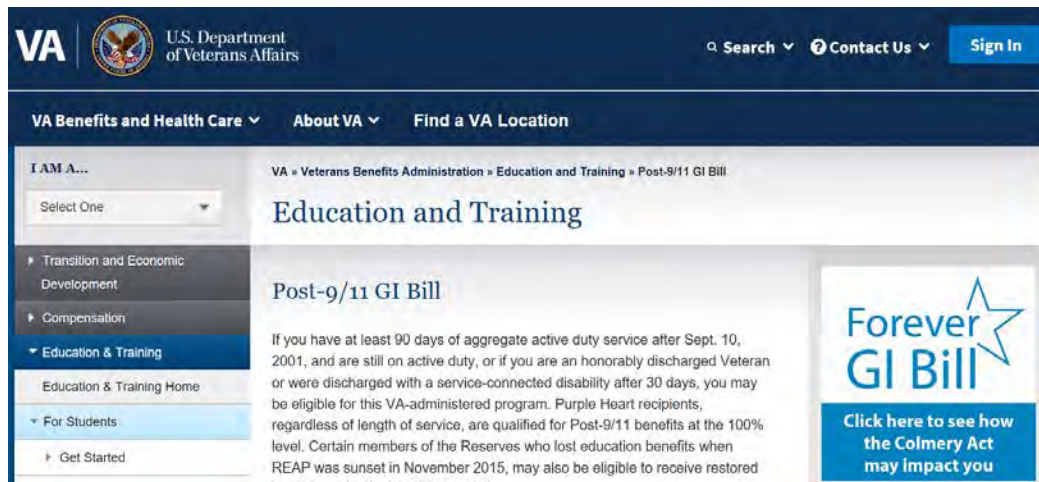 VA
U.S. Department
of Veterans Affairs
Search
Contact Us
Sign In
VA Benefits and Health Care
About VA
Find a VA Location
I AM A...
Select One
Transition and Economic
Development
Compensation
Education & Training
Education & Training Home
For Students
Get Started
VA » Veterans Benefits Administration » Education and Training » Post-9/11 GI Bill
Education and Training
Post-9/11 GI Bill
If you have at least 90 days of aggregate active duty service after Sept. 10,
2001, and are still on active duty, or if you are an honorably discharged Veteran
or were discharged with a service-connected disability after 30 days, you may
be eligible for this VA-administered program. Purple Heart recipients,
regardless of length of service, are qualified for Post-9/11 benefits at the 100%
level. Certain members of the Reserves who lost education benefits when
REAP was sunset in November 2015, may also be eligible to receive restored
Forever
GI Bill
Click here to see how
the Colmery Act
may impact you